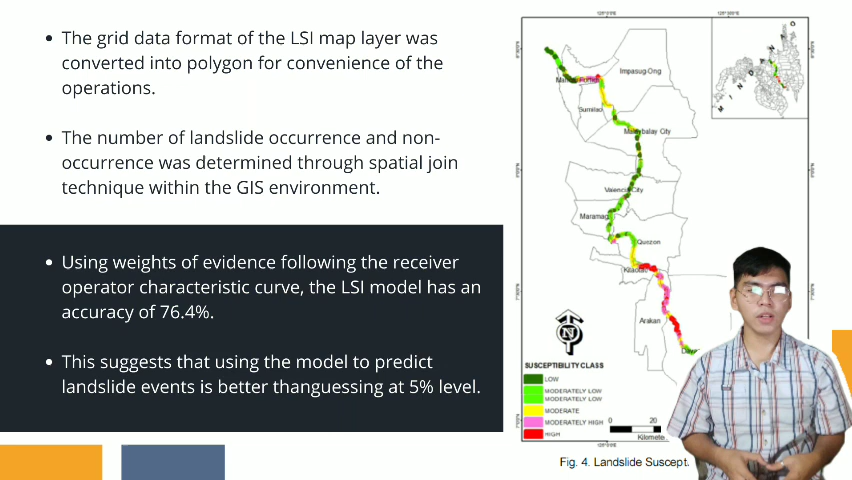 • The grid data format of the LSI map layer was
converted into polygon for convenience of the
operations.
• The number of landslide occurrence and non-
occurrence was determined through spatial join
technique within the GIS environment.
• Using weights of evidence following the receiver
operator characteristic curve, the LSI model has an
accuracy of 76.4%.
• This suggests that using the model to predict
landslide events is better thanguessing at 5% level.
MINDANAO
Impasug-Ong
Sumilao
Malaybalay City
Valencia City
Maramag
Quezon
Kitaotao
Arakan
SUSCEPTIBILITY CLASS
LOW
MODERATELY LOW
MODERATELY LOW
MODERATE
MODERATELY HIGH
HIGH
N
0 20
Kilomete
Fig. 4. Landslide Suscept.